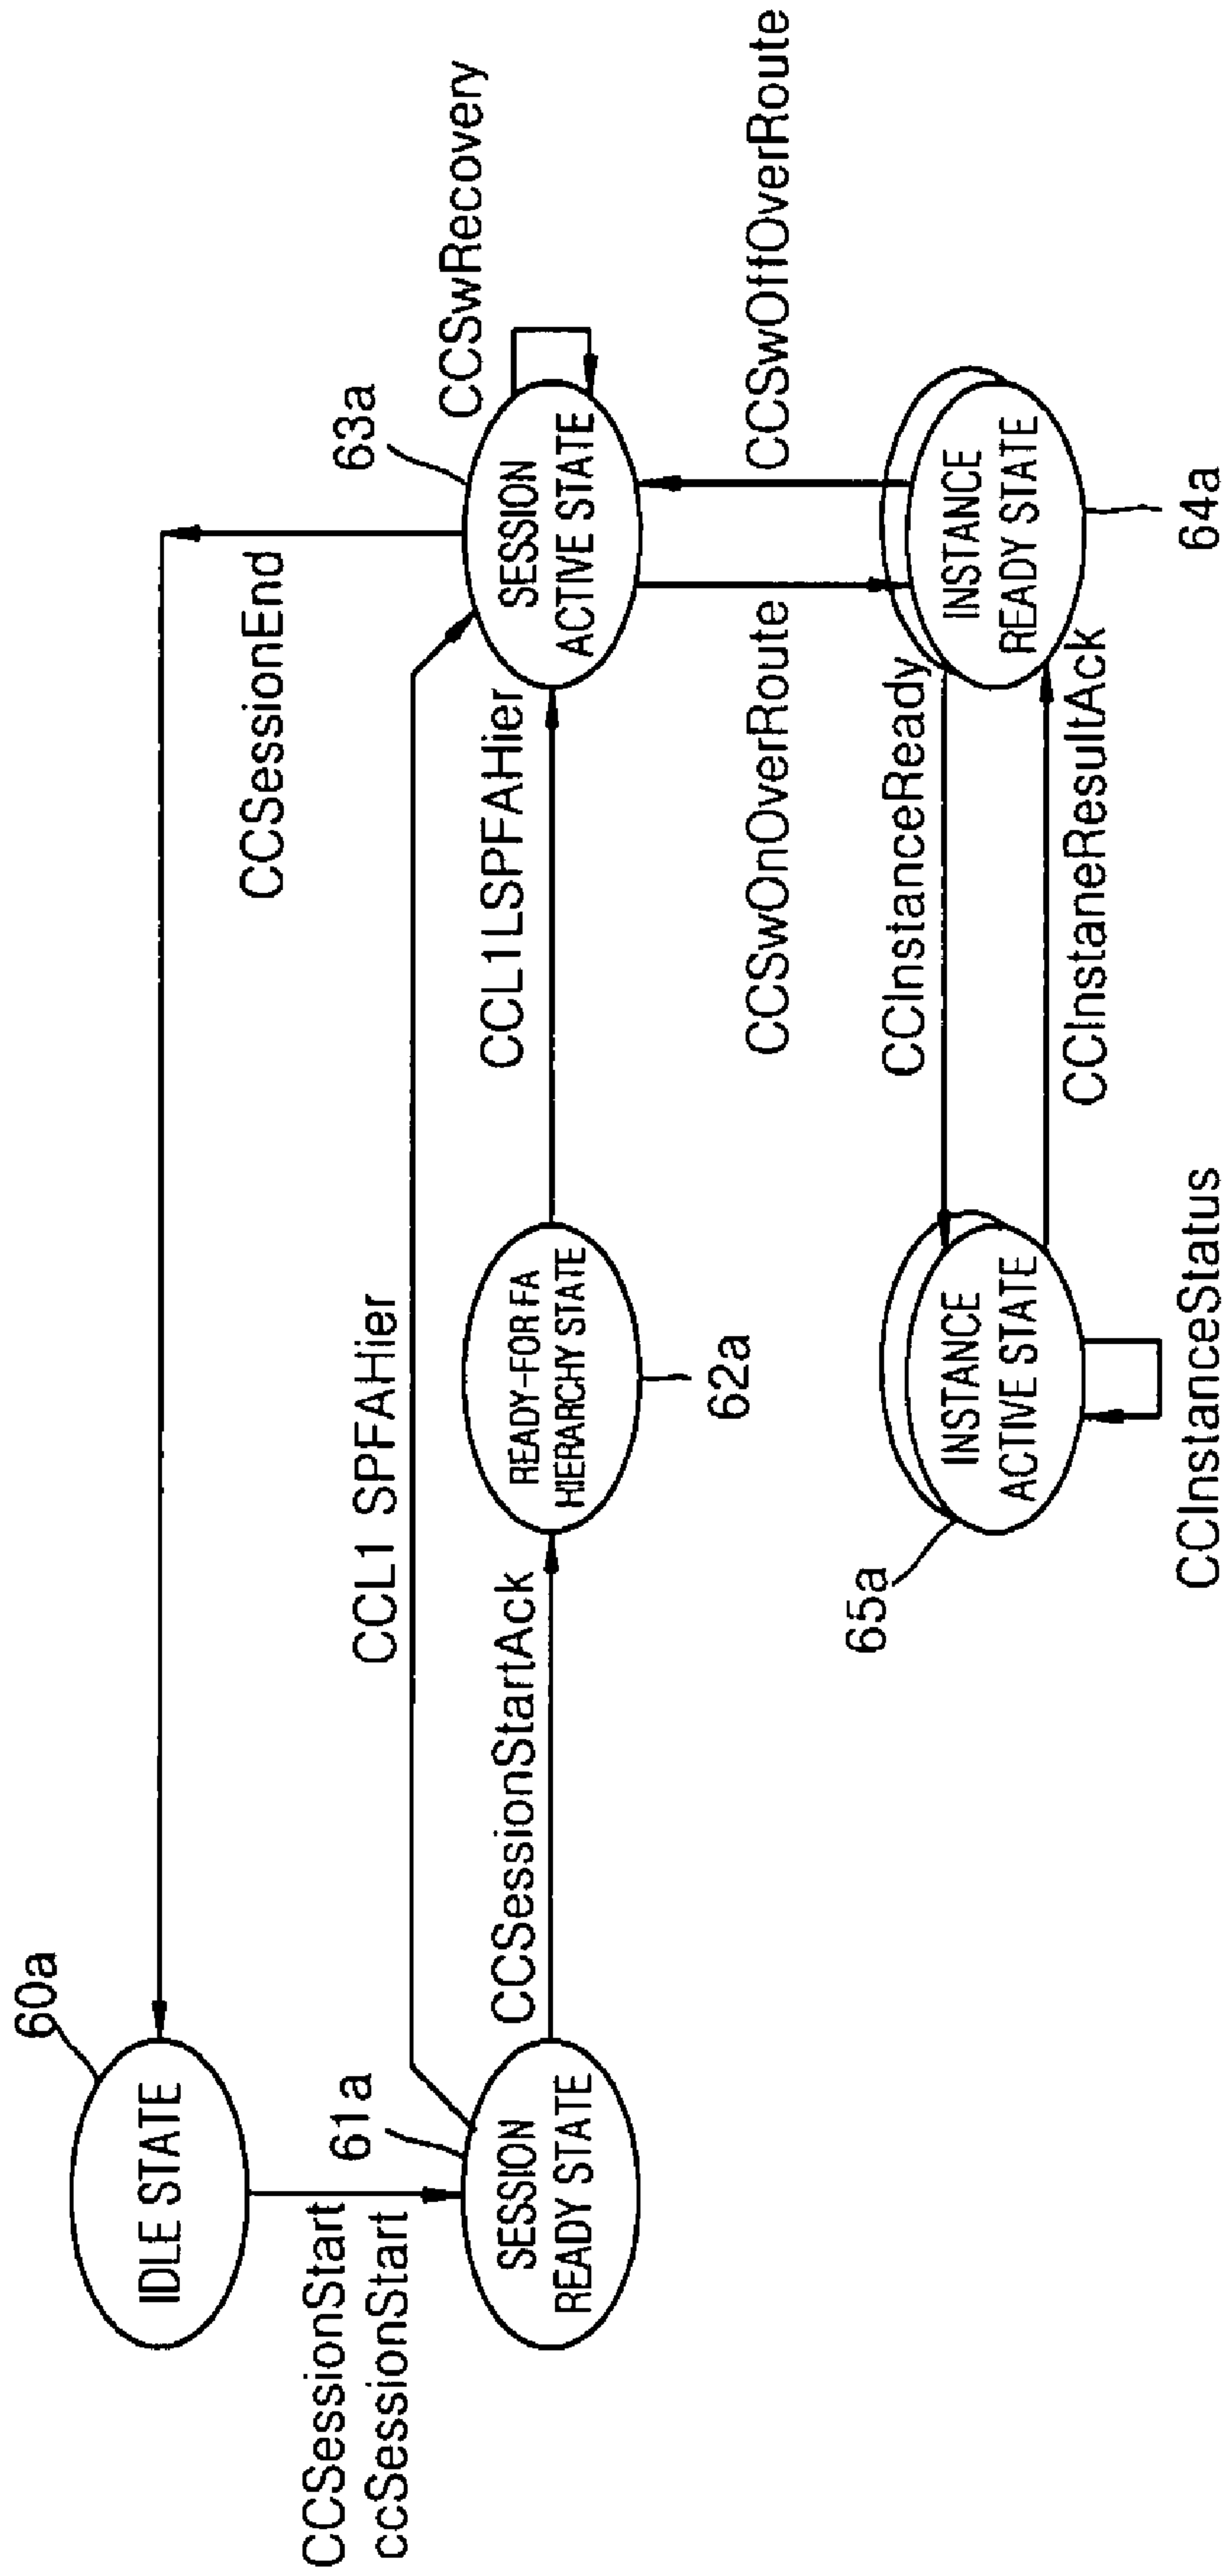 60a
IDLE STATE
CCSessionEnd
CCSessionStart
ccSessionStart
61a
CCL1 SPFAHier
63a
CCSwRecovery
SESSION
READY STATE
CCSessionStartAck
READY-FOR FA
HIERARCHY STATE
CCL1LSPFAHier
SESSION
ACTIVE STATE
62a
CCSwOnOverRoute
CCSwOffOverRoute
65a
CCInstanceReady
INSTANCE
ACTIVE STATE
INSTANCE
READY STATE
CCInstaneResultAck
CCInstanceStatus
64a